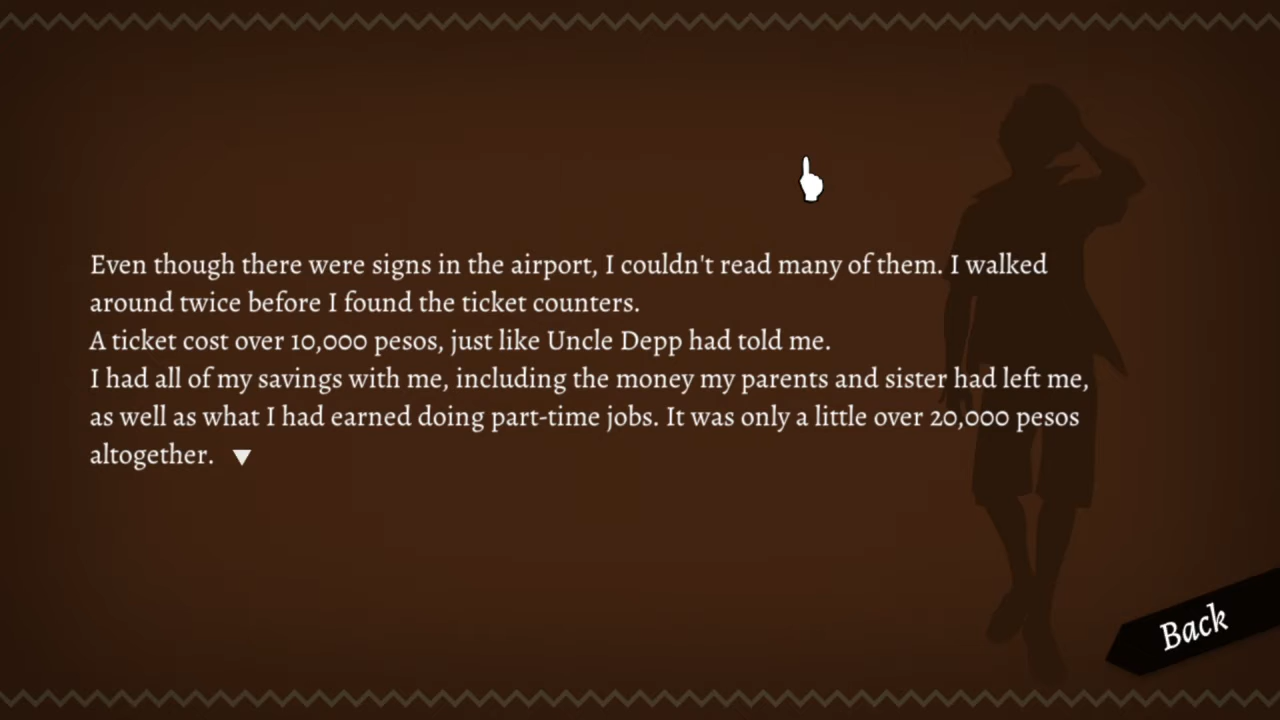 Even though there were signs in the airport, I couldn't read many of them. I walked
around twice before I found the ticket counters.
A ticket cost over 10,000 pesos, just like Uncle Depp had told me.
I had all of my savings with me, including the money my parents and sister had left me,
as well as what I had earned doing part-time jobs. It was only a little over 20,000 pesos
altogether.
Back